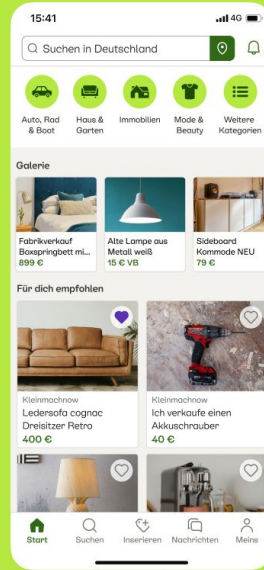 15:41
4G
Suchen in Deutschland
Auto, Rad
& Boot
Haus &
Garten
Immobilien
Mode &
Beauty
Weitere
Kategorien
Galerie
Fabrikverkauf
Boxspringbett mi...
899 €
Alte Lampe aus
Metall weiß
15 € VB
Sideboard
Kommode NEU
79 €
Für dich empfohlen
Kleinmachnow
Ledersofa cognac
Dreisitzer Retro
400 €
Kleinmachnow
Ich verkaufe einen
Akkuschrauber
40 €
Start
Suchen
Inserieren
Nachrichten
Meins